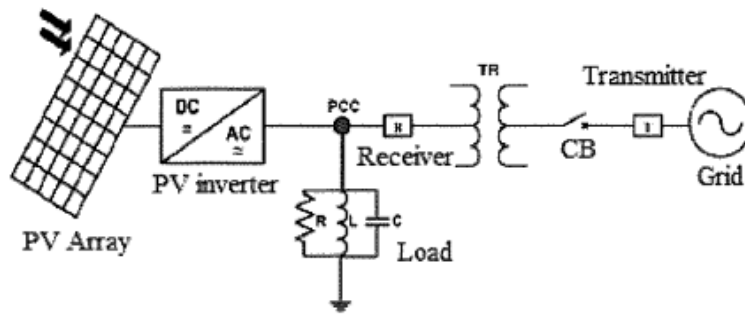 TR
Transmitter
DC
AC
PCC
Receiver
CB
PV inverter
Grid
R
L
C
Load
PV Array